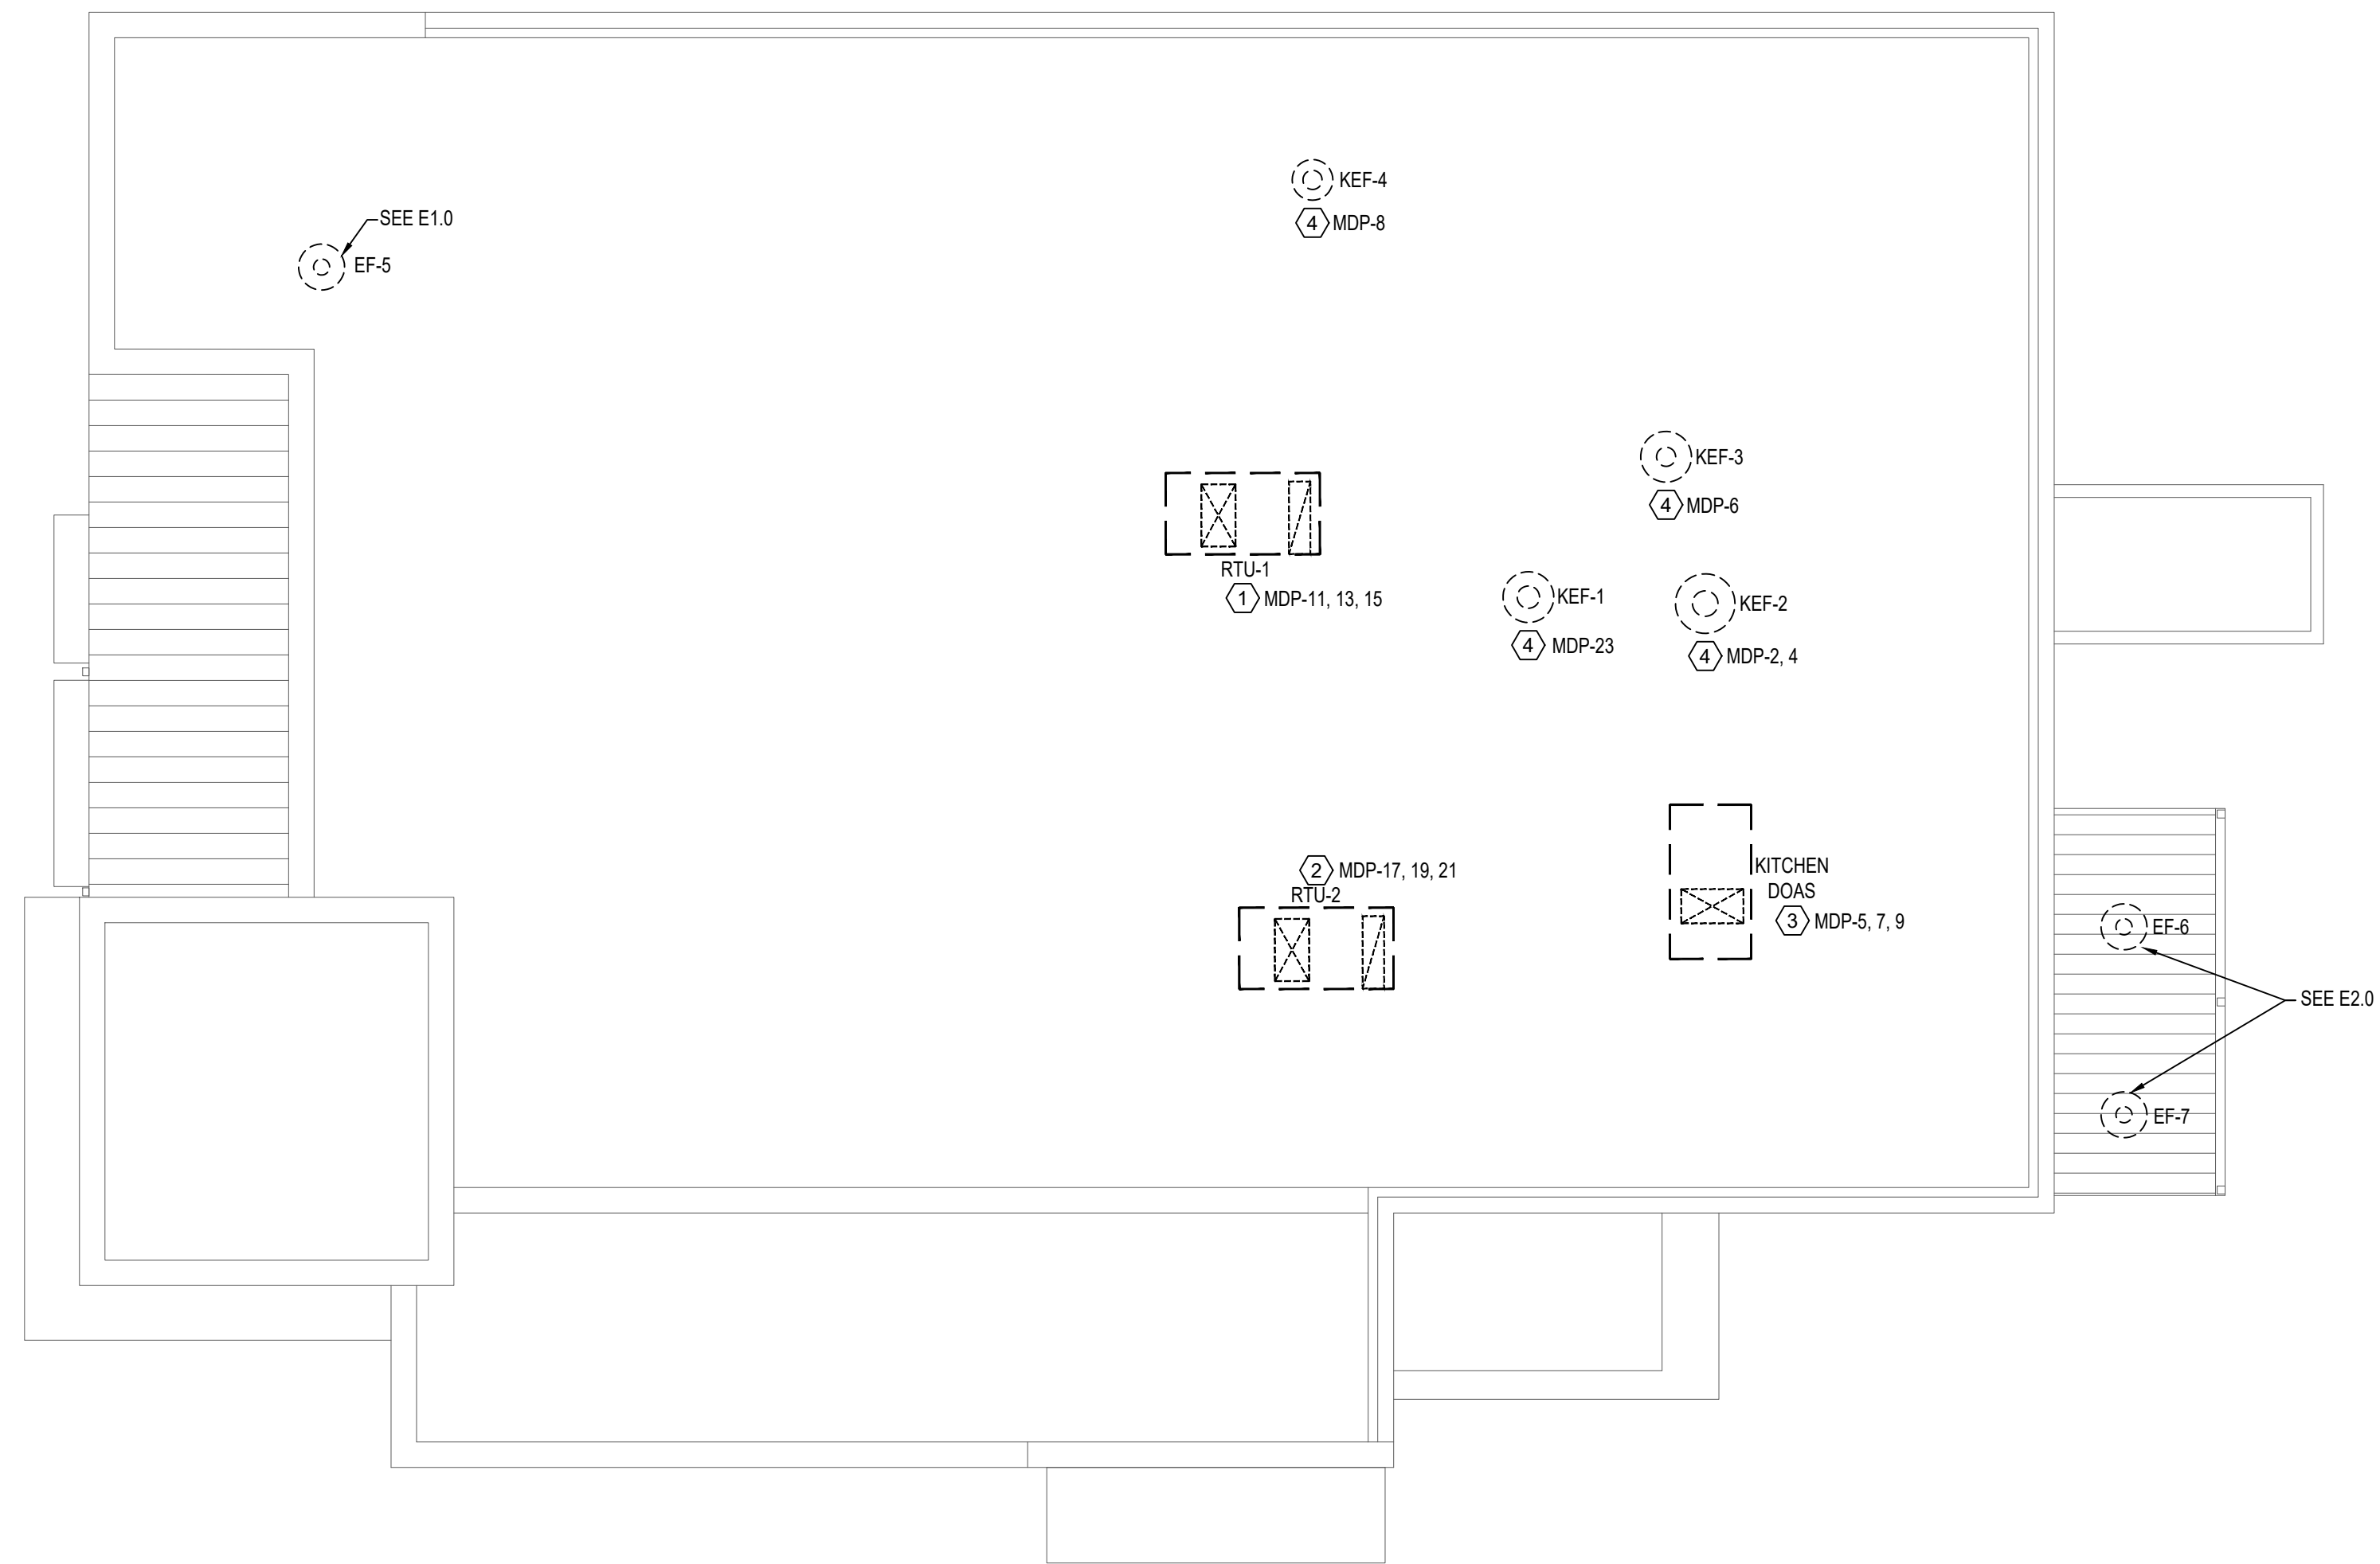 KEF-4
4 MDP-8
SEE E1.0
EF-5
KEF-3
4 MDP-6
RTU-1
1 MDP-11, 13, 15
KEF-1
4 MDP-23
KEF-2
4 MDP-2, 4
2 MDP-17, 19, 21
RTU-2
KITCHEN
DOAS
3 MDP-5, 7, 9
EF-6
SEE E2.0
EF-7